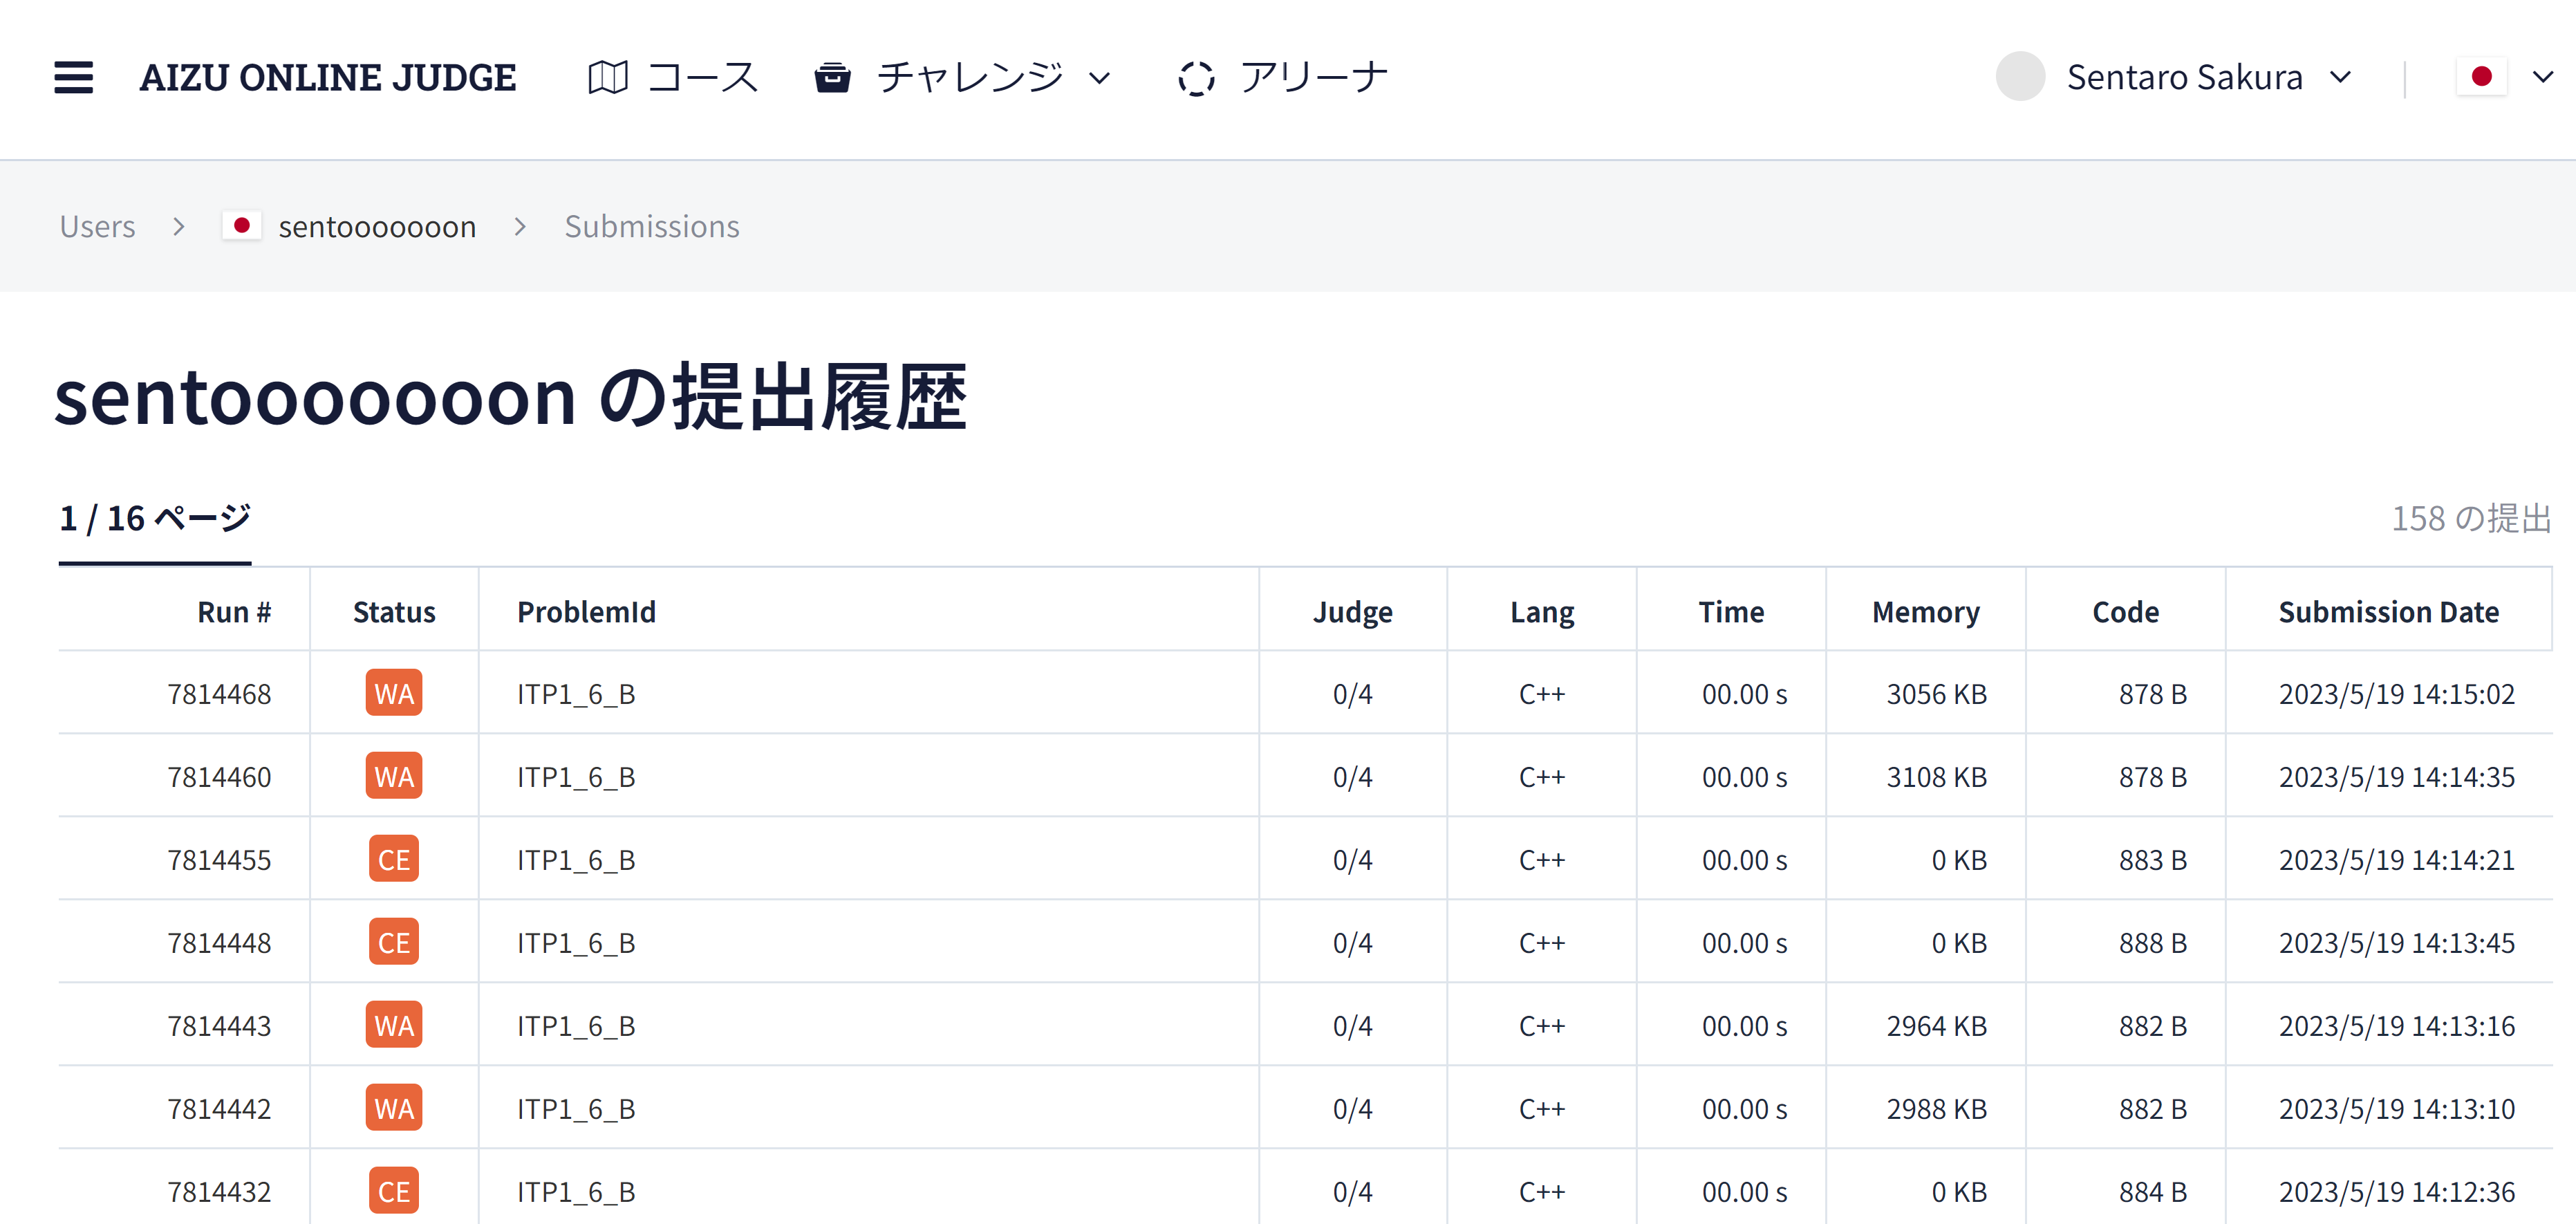 AIZU ONLINE JUDGE コース チャレンジ アリーナ Sentaro Sakura
Users > sentooooooon > Submissions
sentooooooon の提出履歴
1 / 16 ページ 158 の提出
Run # Status ProblemId Judge Lang Time Memory Code Submission Date
7814468 WA ITP1_6_B 0/4 C++ 00.00 s 3056 KB 878 B 2023/5/19 14:15:02
7814460 WA ITP1_6_B 0/4 C++ 00.00 s 3108 KB 878 B 2023/5/19 14:14:35
7814455 CE ITP1_6_B 0/4 C++ 00.00 s 0 KB 883 B 2023/5/19 14:14:21
7814448 CE ITP1_6_B 0/4 C++ 00.00 s 0 KB 888 B 2023/5/19 14:13:45
7814443 WA ITP1_6_B 0/4 C++ 00.00 s 2964 KB 882 B 2023/5/19 14:13:16
7814442 WA ITP1_6_B 0/4 C++ 00.00 s 2988 KB 882 B 2023/5/19 14:13:10
7814432 CE ITP1_6_B 0/4 C++ 00.00 s 0 KB 884 B 2023/5/19 14:12:36